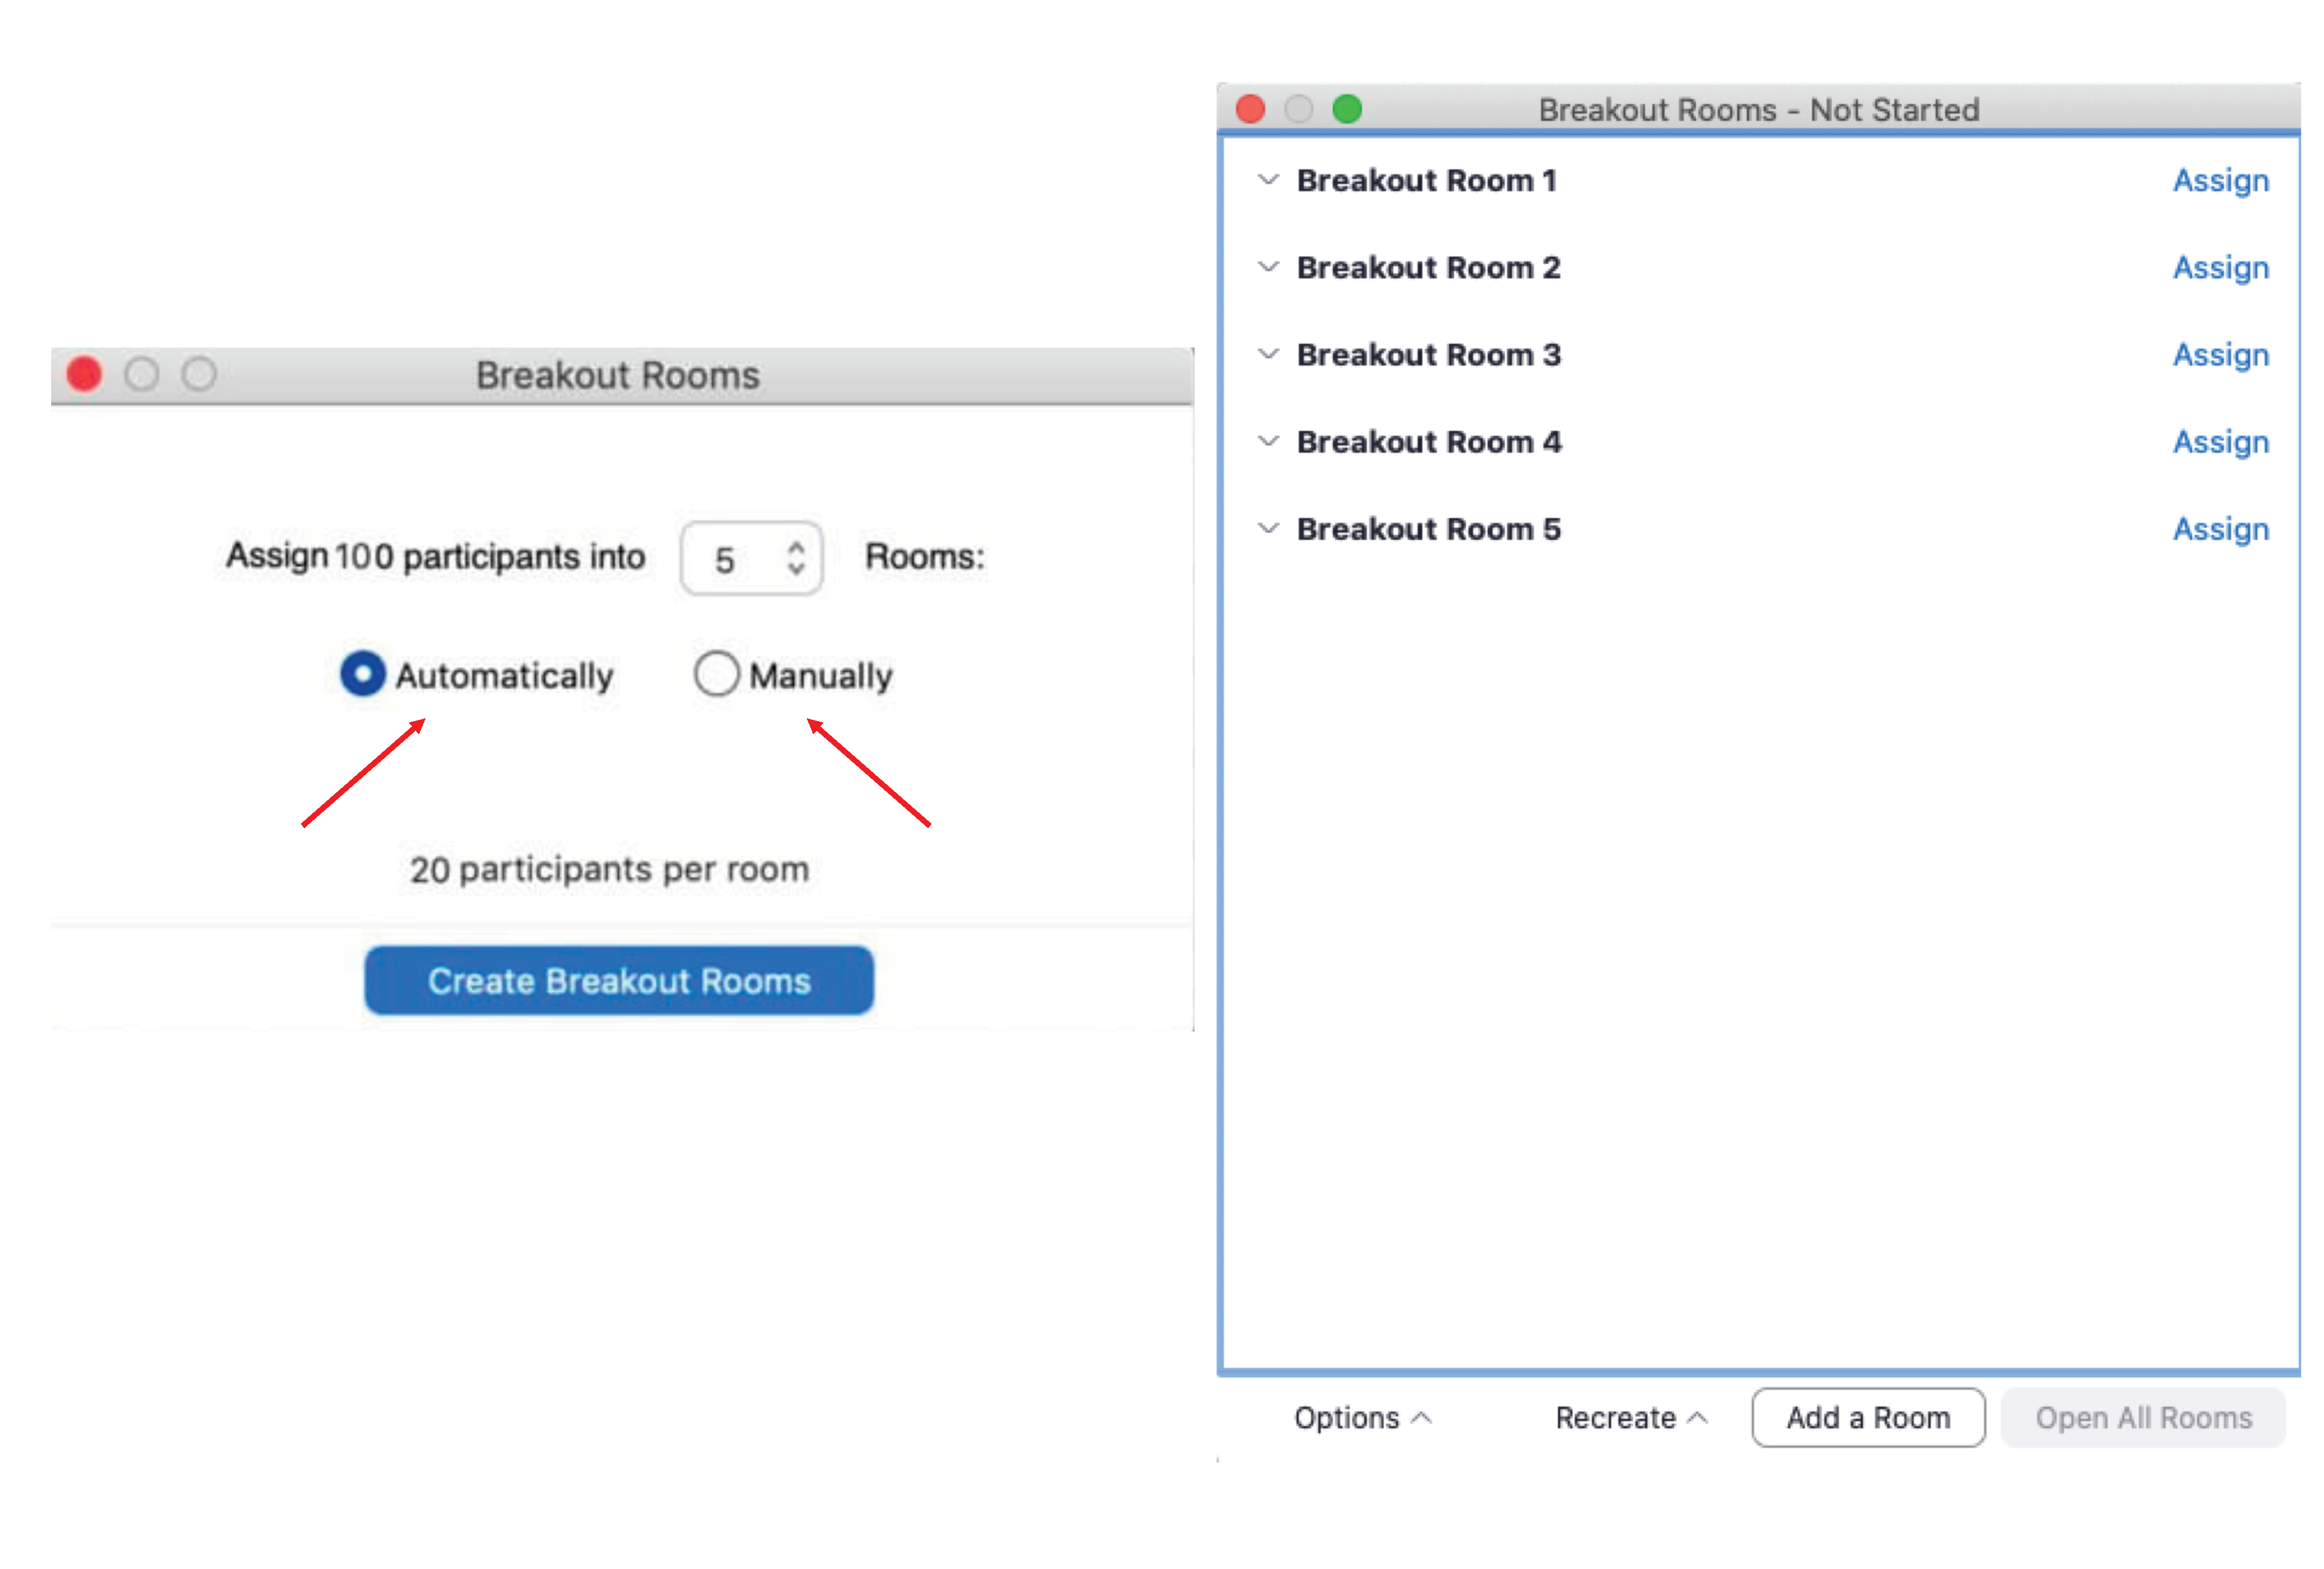 Breakout Rooms
Assign 100 participants into 5 Rooms:
Automatically Manually
20 participants per room
Create Breakout Rooms
Breakout Rooms - Not Started
Breakout Room 1 Assign
Breakout Room 2 Assign
Breakout Room 3 Assign
Breakout Room 4 Assign
Breakout Room 5 Assign
Options Recreate Add a Room Open All Rooms